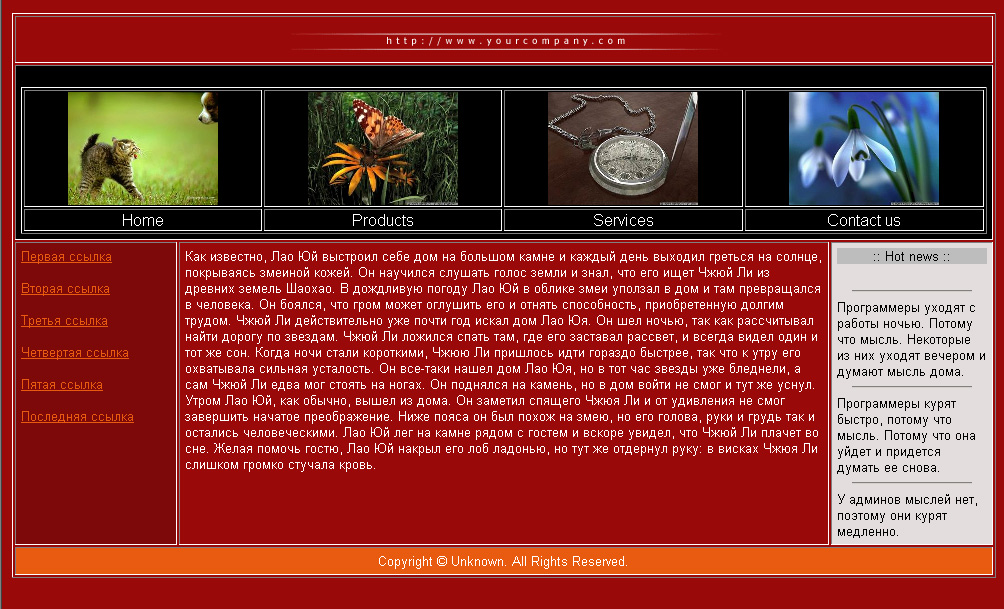 http://www.yourcompany.com
Home
Products
Services
Contact us
Первая ссылка
Вторая ссылка
Третья ссылка
Четвертая ссылка
Пятая ссылка
Последняя ссылка
Как известно, Лао Юй выстроил себе дом на большом камне и каждый день выходил греться на солнце,
покрываясь змеиной кожей. Он научился слушать голос земли и знал, что его ищет Чжюй Ли из
древних земель Шаохао. В дождливую погоду Лао Юй в облике змеи уползал в дом и там превращался
в человека. Он боялся, что гром может оглушить его и отнять способность, приобретенную долгим
трудом. Чжюй Ли действительно уже почти год искал дом Лао Юя. Он шел ночью, так как рассчитывал
найти дорогу по звездам. Чжюй Ли ложился спать там, где его заставал рассвет, и всегда видел один и
тот же сон. Когда ночи стали короткими, Чжюю Ли пришлось идти гораздо быстрее, так что к утру его
охватывала сильная усталость. Он все-таки нашел дом Лао Юя, но в тот час звезды уже бледнели, а
сам Чжюй Ли едва мог стоять на ногах. Он поднялся на камень, но в дом войти не смог и тут же уснул.
Утром Лао Юй, как обычно, вышел из дома. Он заметил спящего Чжюя Ли и от удивления не смог
завершить начатое преображение. Ниже пояса он был похож на змею, но его голова, руки и грудь так и
остались человеческими. Лао Юй лег на камне рядом с гостем и вскоре увидел, что Чжюй Ли плачет во
сне. Желая помочь гостю, Лао Юй накрыл его лоб ладонью, но тут же отдернул руку: в висках Чжюя Ли
слишком громко стучала кровь.
:: Hot news ::
Программеры уходят с
работы ночью. Потому
что мысль. Некоторые
из них уходят вечером и
думают мысль дома.
Программеры курят
быстро, потому что
мысль. Потому что она
уйдет и придется
думать ее снова.
У админов мыслей нет,
поэтому они курят
медленно.
Copyright © Unknown. All Rights Reserved.